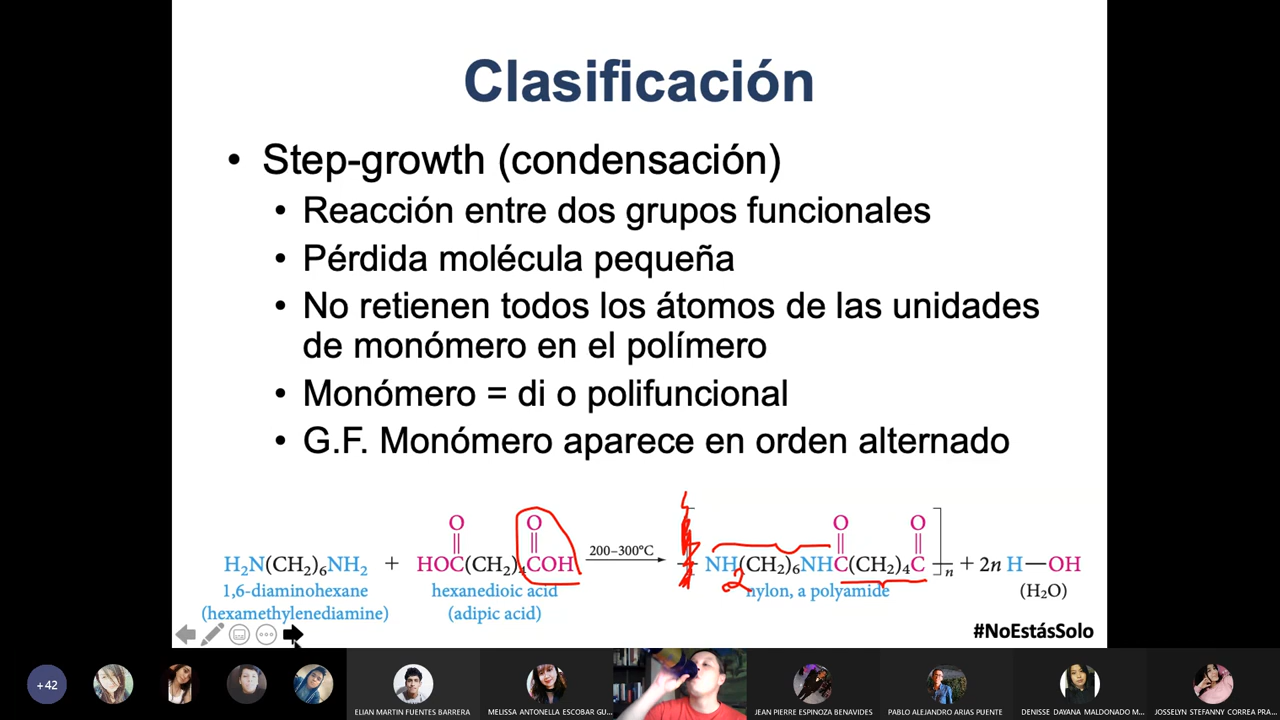 Clasificación
• Step-growth (condensación)
• Reacción entre dos grupos funcionales
• Pérdida molécula pequeña
• No retienen todos los átomos de las unidades
de monómero en el polímero
• Monómero = di o polifuncional
• G.F. Monómero aparece en orden alternado
O O O O
H₂N(CH₂)₆NH₂ + HOC(CH₂)₄COH 200–300°C NH(CH₂)₆NHC(CH₂)₄C n + 2n H—OH
2
1,6-diaminohexane hexanedioic acid nylon, a polyamide (H₂O)
(hexamethylenediamine) (adipic acid)
#NoEstásSolo
+42
ELIAN MARTIN FUENTES BARRERA MELISSA ANTONELLA ESCOBAR GU... JEAN PIERRE ESPINOZA BENAVIDES PABLO ALEJANDRO ARIAS PUENTE DENISSE DAYANA MALDONADO M... JOSSELYN STEFANNY CORREA PRA...